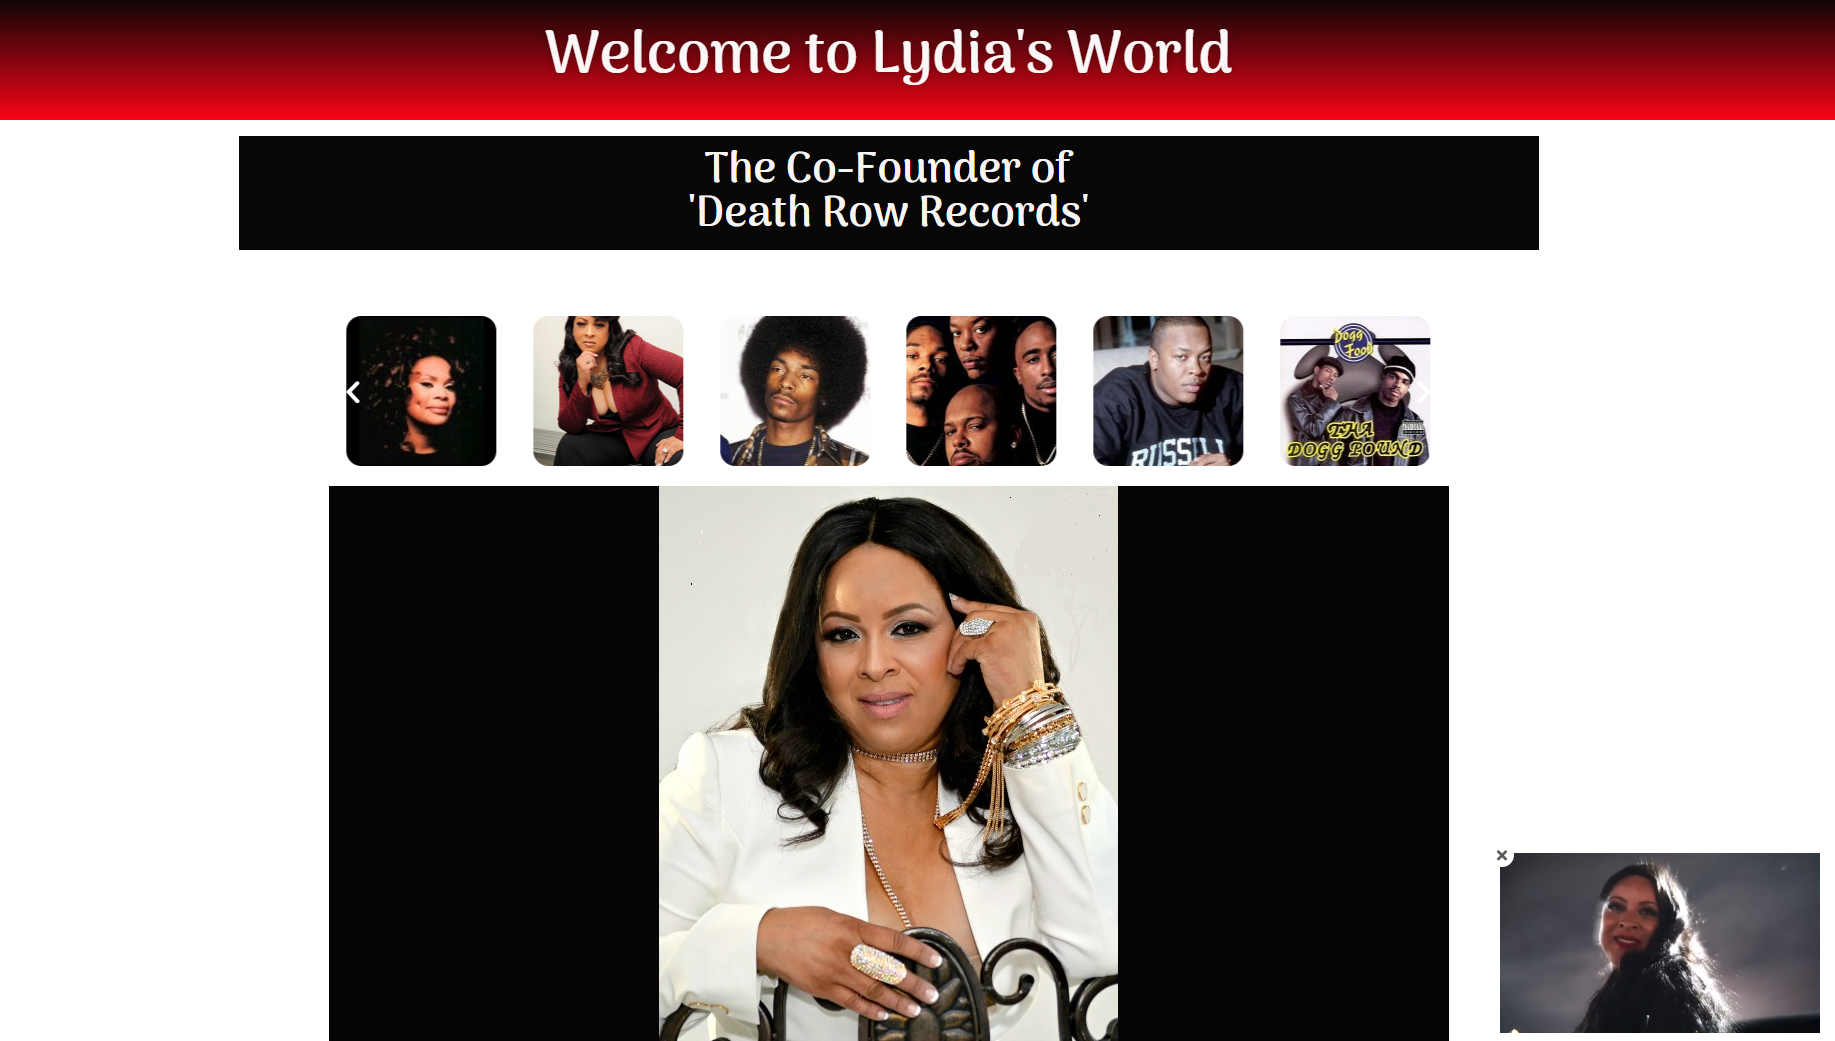 Welcome to Lydia's World
The Co-Founder of
'Death Row Records'
Dogg
Food
RUSSELL
THA
DOGG POUND